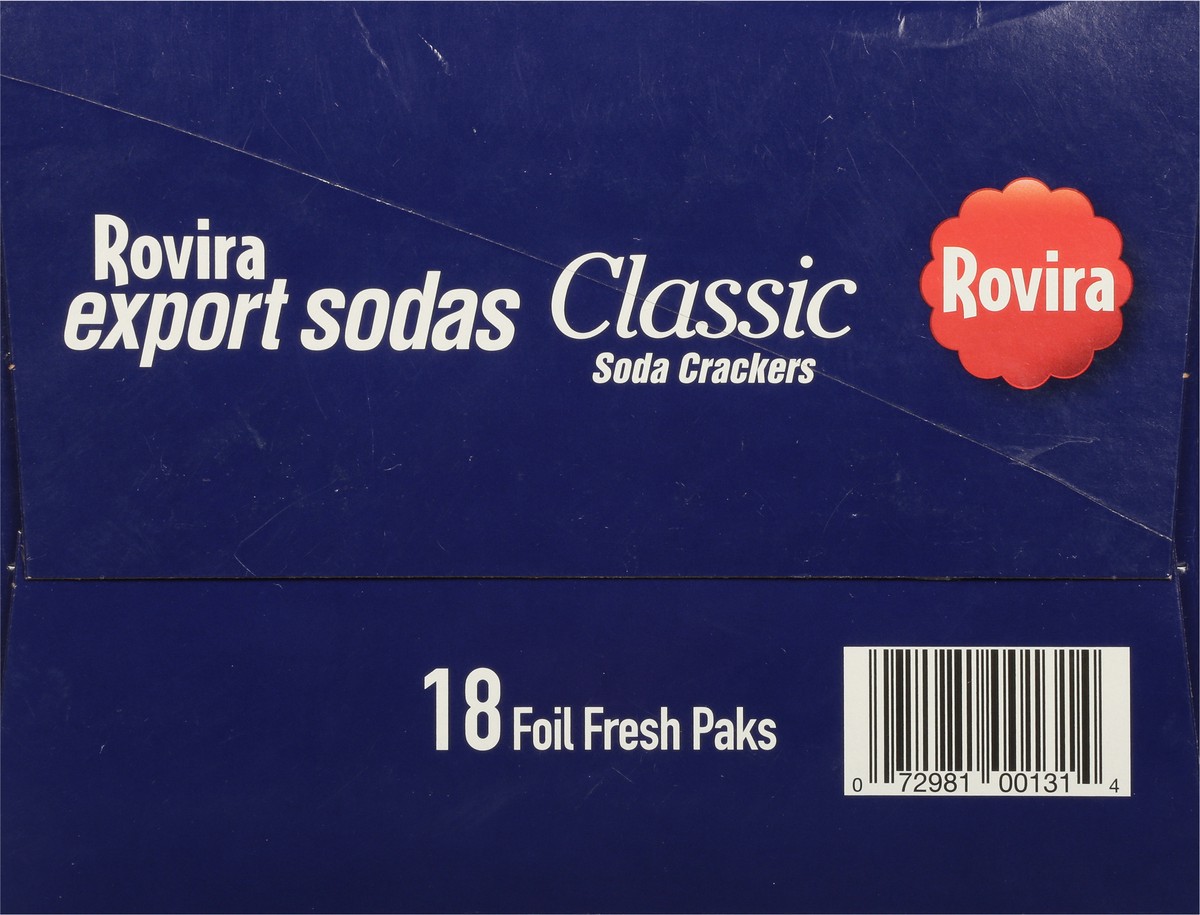 Rovira
export sodas
Classic
Soda Crackers
Rovira
18 Foil Fresh Paks
0 72981 00131 4